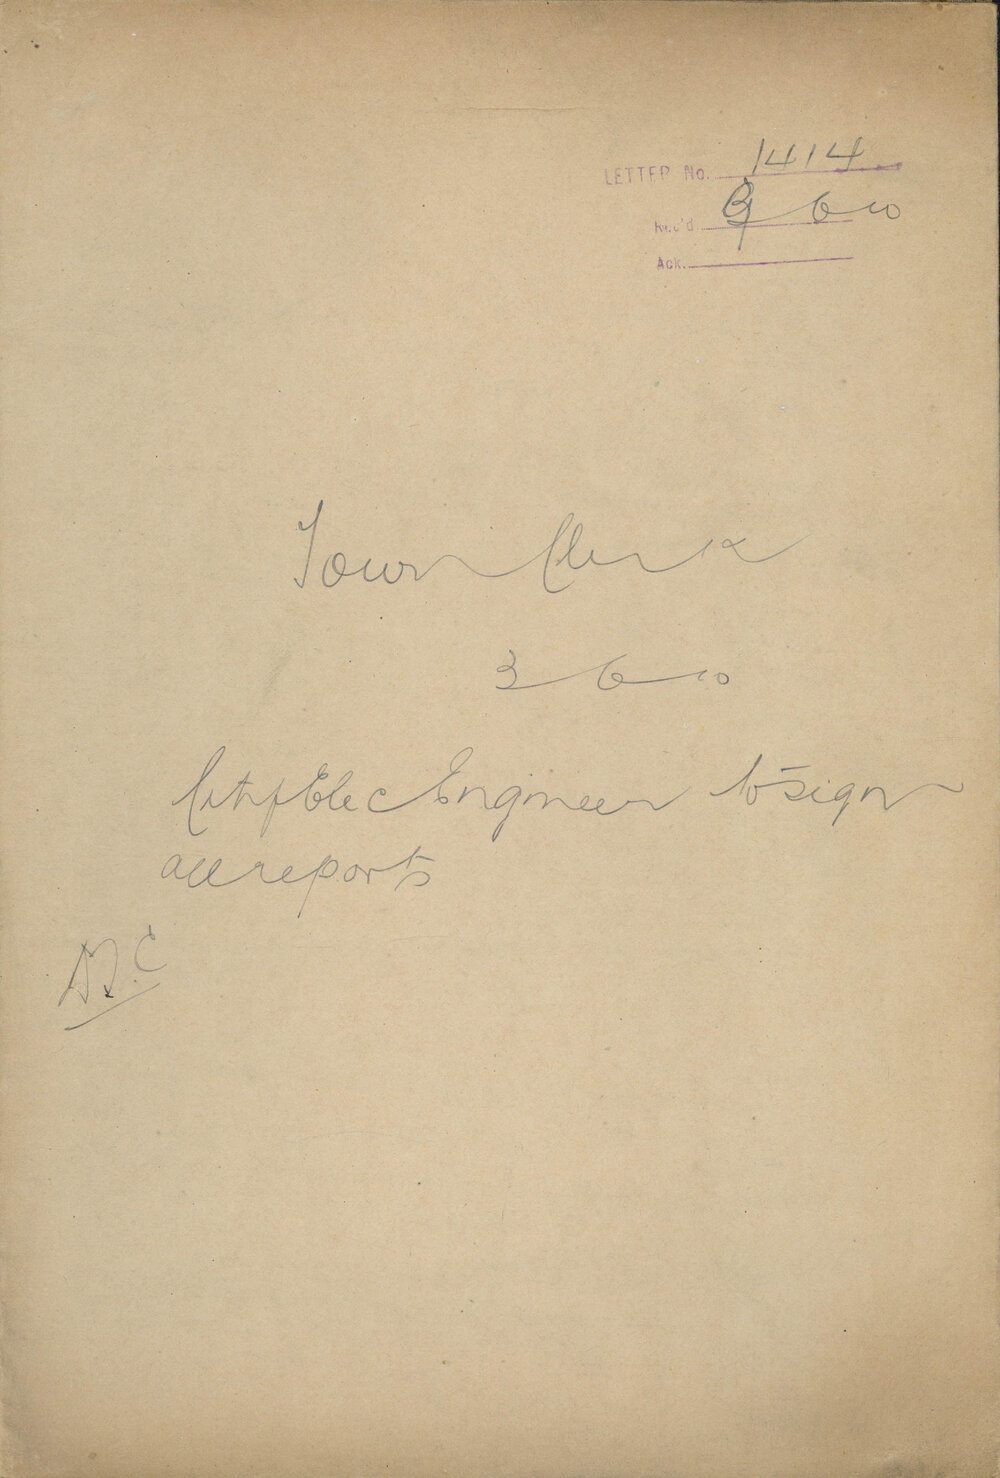 LETTER No. 1414
Rec'd 3 6 10
Ack.
Town Clerk
3 6 10
City Elec Engineer to sign
all reports